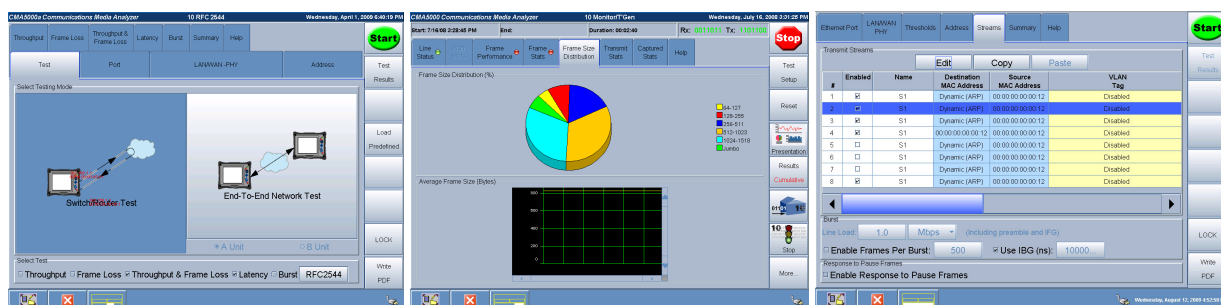 CMA5000a Communications Media Analyzer 10 RFC 2544 Wednesday, April 1, 2009 6:40:19 PM
Throughput Frame Loss Throughput & Frame Loss Latency Burst Summary Help
Start
Test Port LAN/WAN -PHY Address
Test Results
Select Testing Mode
Load Predefined
Switch/Router Test
End-To-End Network Test
A Unit B Unit
LOCK
Select Test
Throughput Frame Loss Throughput & Frame Loss Latency Burst RFC2544
Write PDF
CMA5000 Communications Media Analyzer 10 Monitor/T'Gen Wednesday, July 16, 2008 3:31:25 PM
Start: 7/16/08 3:28:45 PM End: Duration: 00:02:40 Rx: Tx:
Stop
Line Status Frame Performance Frame Stats Frame Size Distribution Transmit Stats Captured Stats Help
Test Setup
Frame Size Distribution (%)
Reset
64-127
128-255
256-511
512-1023
1024-1518
Jumbo
Presentation
Results Cumulative
Average Frame Size (Bytes)
800
600
400
200
0
10
Stop
More...
Ethernet Port LAN/WAN PHY Thresholds Address Streams Summary Help
Start
Transmit Streams
Edit Copy Paste
Test Results
# Enabled Name Destination MAC Address Source MAC Address VLAN Tag
1 S1 Dynamic (ARP) 00:00:00:00:00:12 Disabled
2 S1 Dynamic (ARP) 00:00:00:00:00:12 Disabled
3 S1 Dynamic (ARP) 00:00:00:00:00:12 Disabled
4 S1 00:00:00:00:00:12 00:00:00:00:00:12 Disabled
5 S1 Dynamic (ARP) 00:00:00:00:00:12 Disabled
6 S1 Dynamic (ARP) 00:00:00:00:00:12 Disabled
7 S1 Dynamic (ARP) 00:00:00:00:00:12 Disabled
8 S1 Dynamic (ARP) 00:00:00:00:00:12 Disabled
Burst
Line Load: 1.0 Mbps (Including preamble and IFG)
Enable Frames Per Burst: 500 Use IBG (ns): 10000...
LOCK
Response to Pause Frames
Enable Response to Pause Frames
Write PDF
Wednesday, August 12, 2009 4:52:50